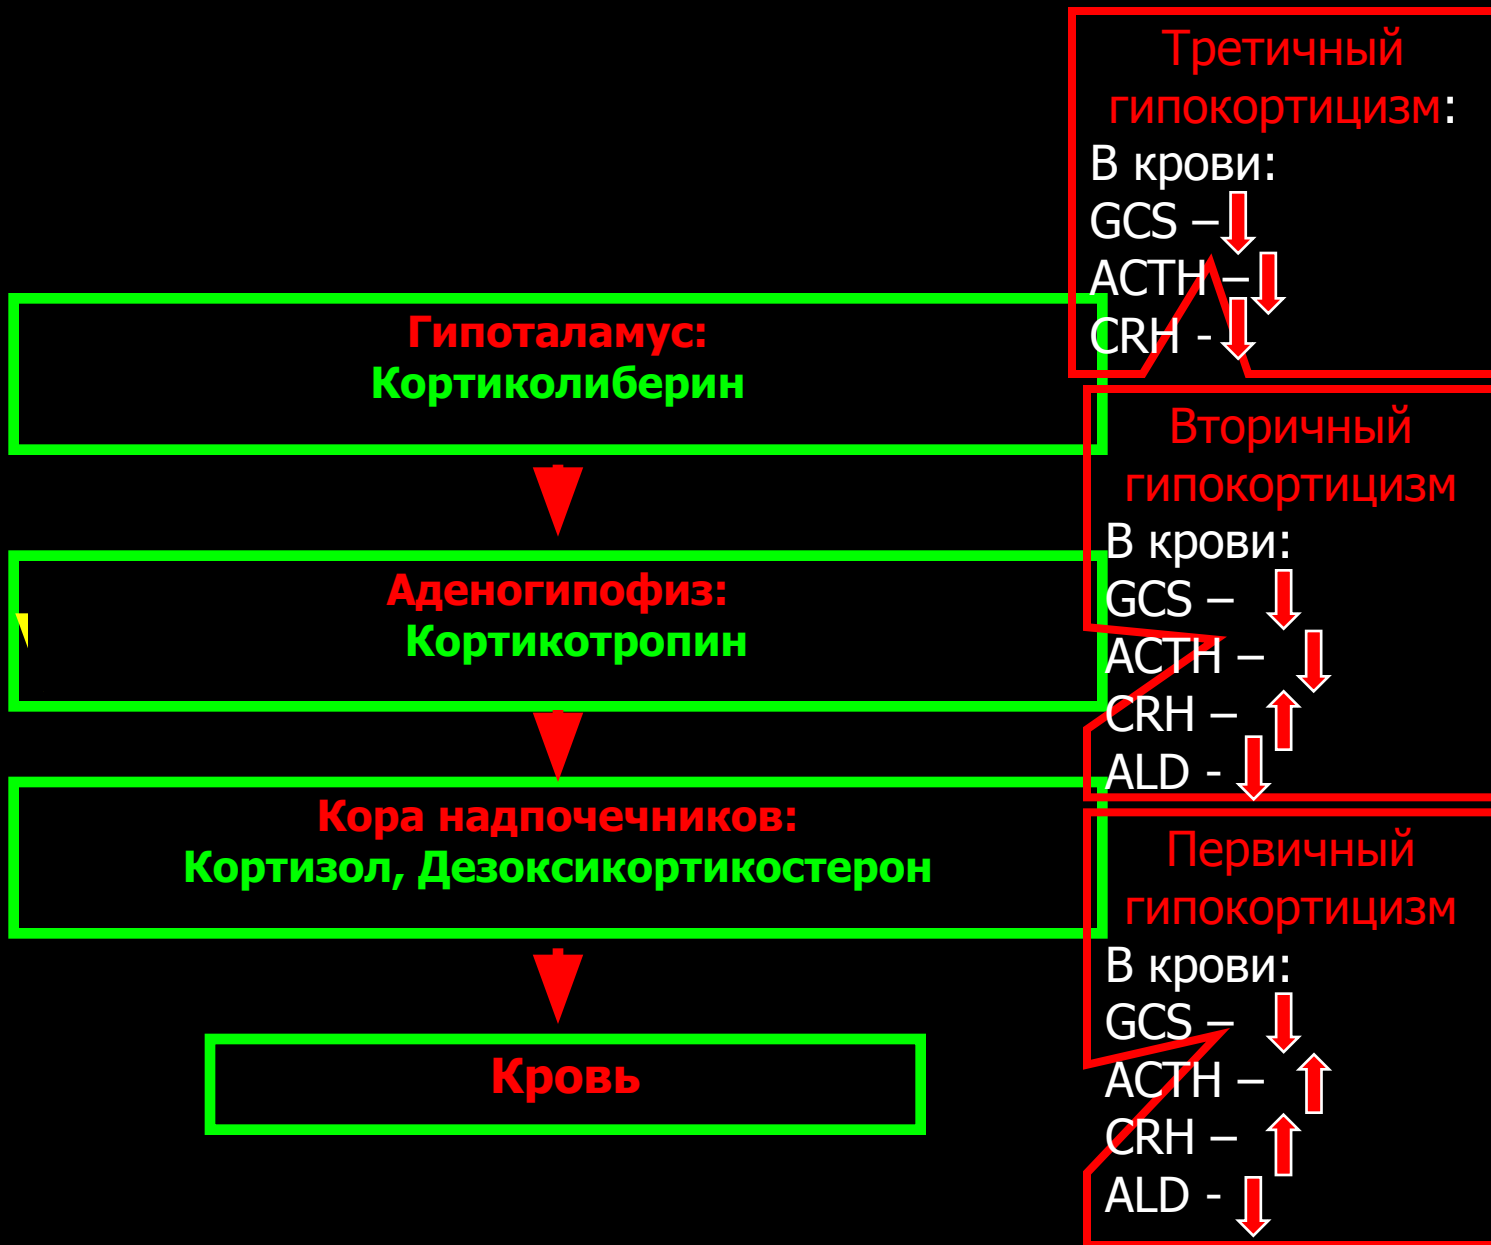 Третичный
гипокортицизм:
В крови:
GCS –
ACTH –
CRH -
Гипоталамус:
Кортиколиберин
Вторичный
гипокортицизм
В крови:
GCS –
ACTH –
CRH –
ALD -
Аденогипофиз:
Кортикотропин
Кора надпочечников:
Кортизол, Дезоксикортикостерон
Первичный
гипокортицизм
В крови:
GCS –
ACTH –
CRH –
ALD -
Кровь